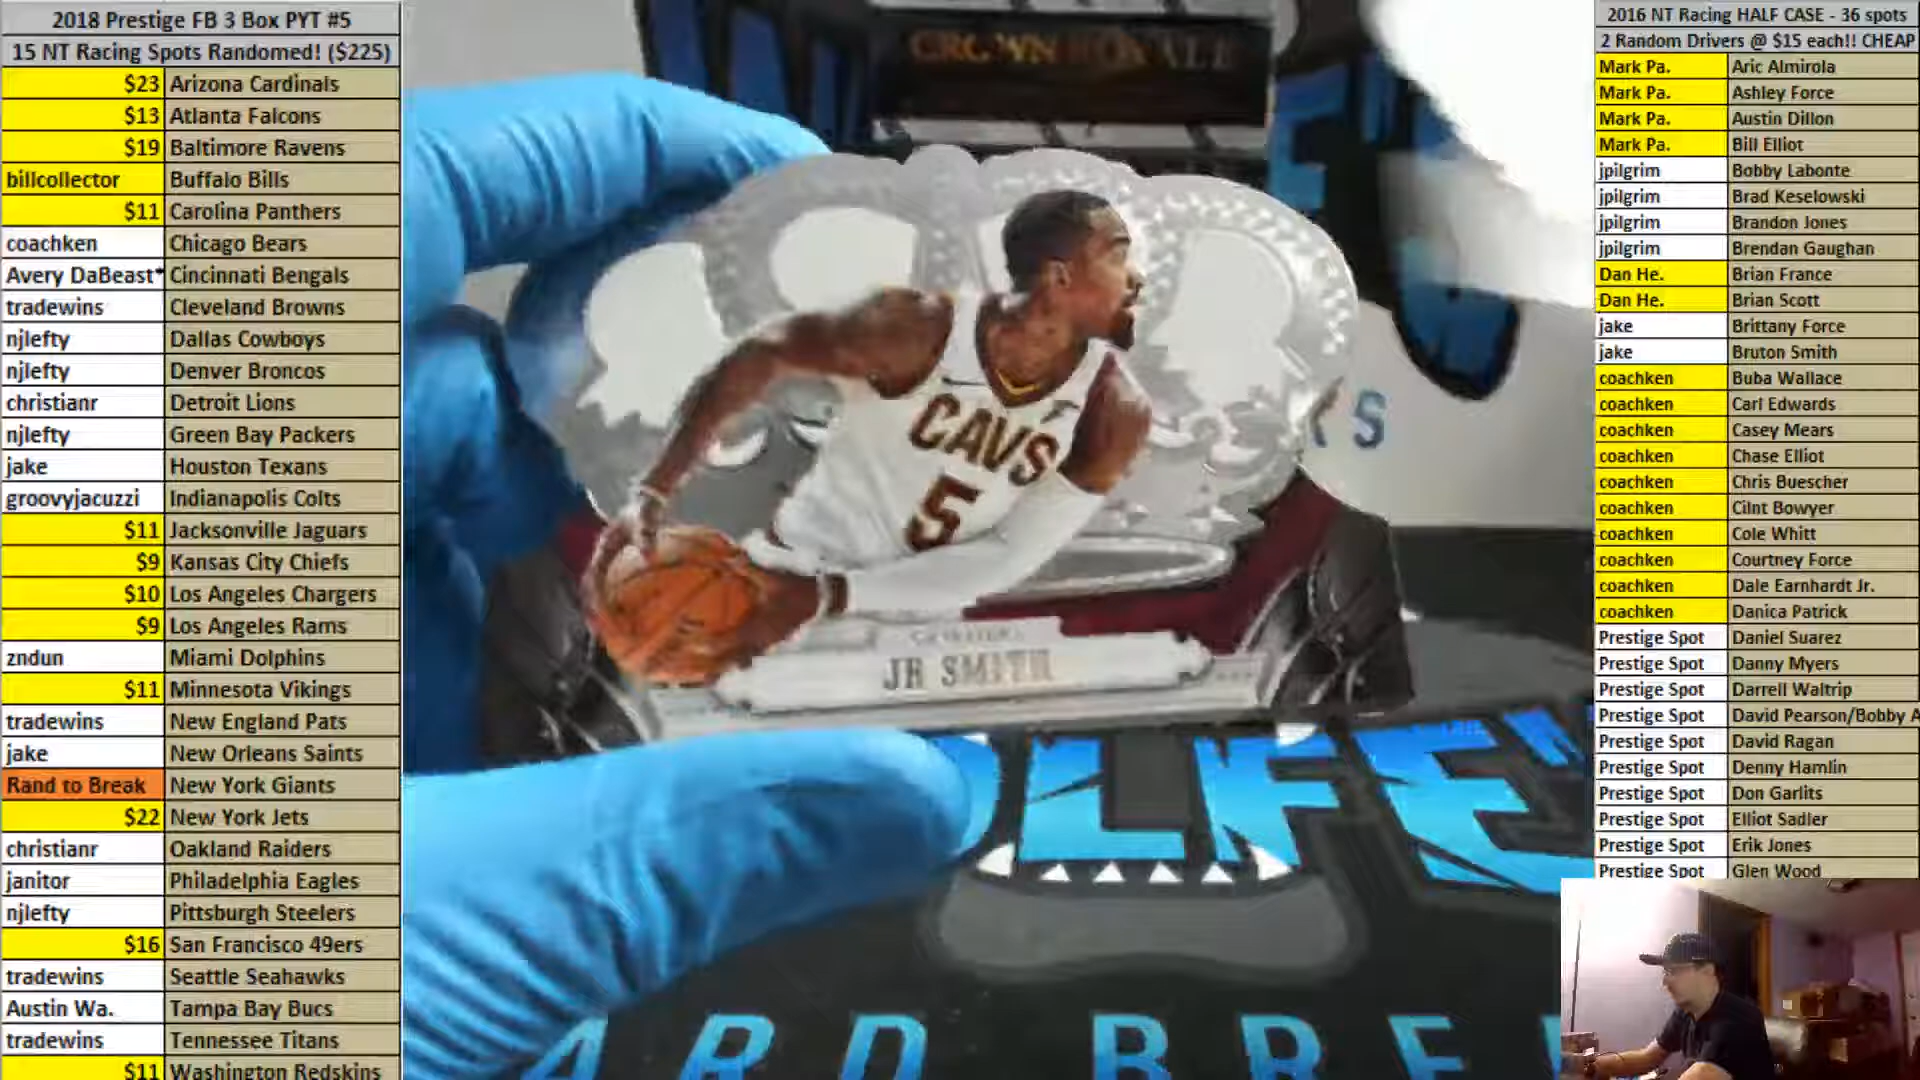 2018 Prestige FB 3 Box PYT #5
15 NT Racing Spots Randomed! ($225)
$23 Arizona Cardinals
$13 Atlanta Falcons
$19 Baltimore Ravens
billcollector Buffalo Bills
$11 Carolina Panthers
coachken Chicago Bears
Avery DaBeast* Cincinnati Bengals
tradewins Cleveland Browns
njlefty Dallas Cowboys
njlefty Denver Broncos
christianr Detroit Lions
njlefty Green Bay Packers
jake Houston Texans
groovyjacuzzi Indianapolis Colts
$11 Jacksonville Jaguars
$9 Kansas City Chiefs
$10 Los Angeles Chargers
$9 Los Angeles Rams
zndun Miami Dolphins
$11 Minnesota Vikings
tradewins New England Pats
jake New Orleans Saints
Rand to Break New York Giants
$22 New York Jets
christianr Oakland Raiders
janitor Philadelphia Eagles
njlefty Pittsburgh Steelers
$16 San Francisco 49ers
tradewins Seattle Seahawks
Austin Wa. Tampa Bay Bucs
tradewins Tennessee Titans
$11 Washington Redskins
CROWN ROYALE
CAVS
5
CAVALIERS
JR SMITH
OLFE'
ARD BRE
2016 NT Racing HALF CASE - 36 spots
2 Random Drivers @ $15 each!! CHEAP
Mark Pa. Aric Almirola
Mark Pa. Ashley Force
Mark Pa. Austin Dillon
Mark Pa. Bill Elliot
jpilgrim Bobby Labonte
jpilgrim Brad Keselowski
jpilgrim Brandon Jones
jpilgrim Brendan Gaughan
Dan He. Brian France
Dan He. Brian Scott
jake Brittany Force
jake Bruton Smith
coachken Buba Wallace
coachken Carl Edwards
coachken Casey Mears
coachken Chase Elliot
coachken Chris Buescher
coachken Cilnt Bowyer
coachken Cole Whitt
coachken Courtney Force
coachken Dale Earnhardt Jr.
coachken Danica Patrick
Prestige Spot Daniel Suarez
Prestige Spot Danny Myers
Prestige Spot Darrell Waltrip
Prestige Spot David Pearson/Bobby A
Prestige Spot David Ragan
Prestige Spot Denny Hamlin
Prestige Spot Don Garlits
Prestige Spot Elliot Sadler
Prestige Spot Erik Jones
Prestige Spot Glen Wood